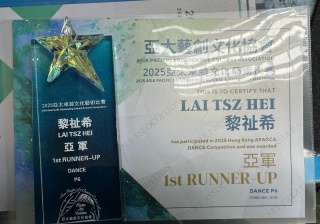 2025亞太卓越文化藝術比賽
黎祉希
LAI TSZ HEI
亞軍
1st RUNNER-UP
DANCE
P6
亞太藝創文化協會
2025亞太卓越文化藝術比賽
THIS IS TO CERTIFY THAT
LAI TSZ HEI
黎祉希
has participated in 2025 Hong Kong APACCA
DANCE Competition and was awarded
亞軍
1st RUNNER-UP
DANCE P6